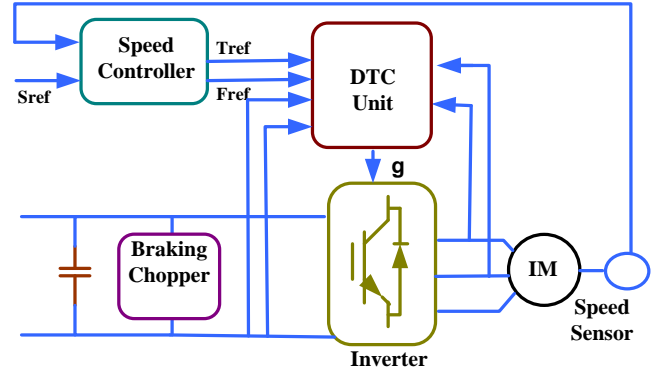 Speed
Controller
Tref
Fref
Sref
DTC
Unit
g
Braking
Chopper
IM
Speed
Sensor
Inverter